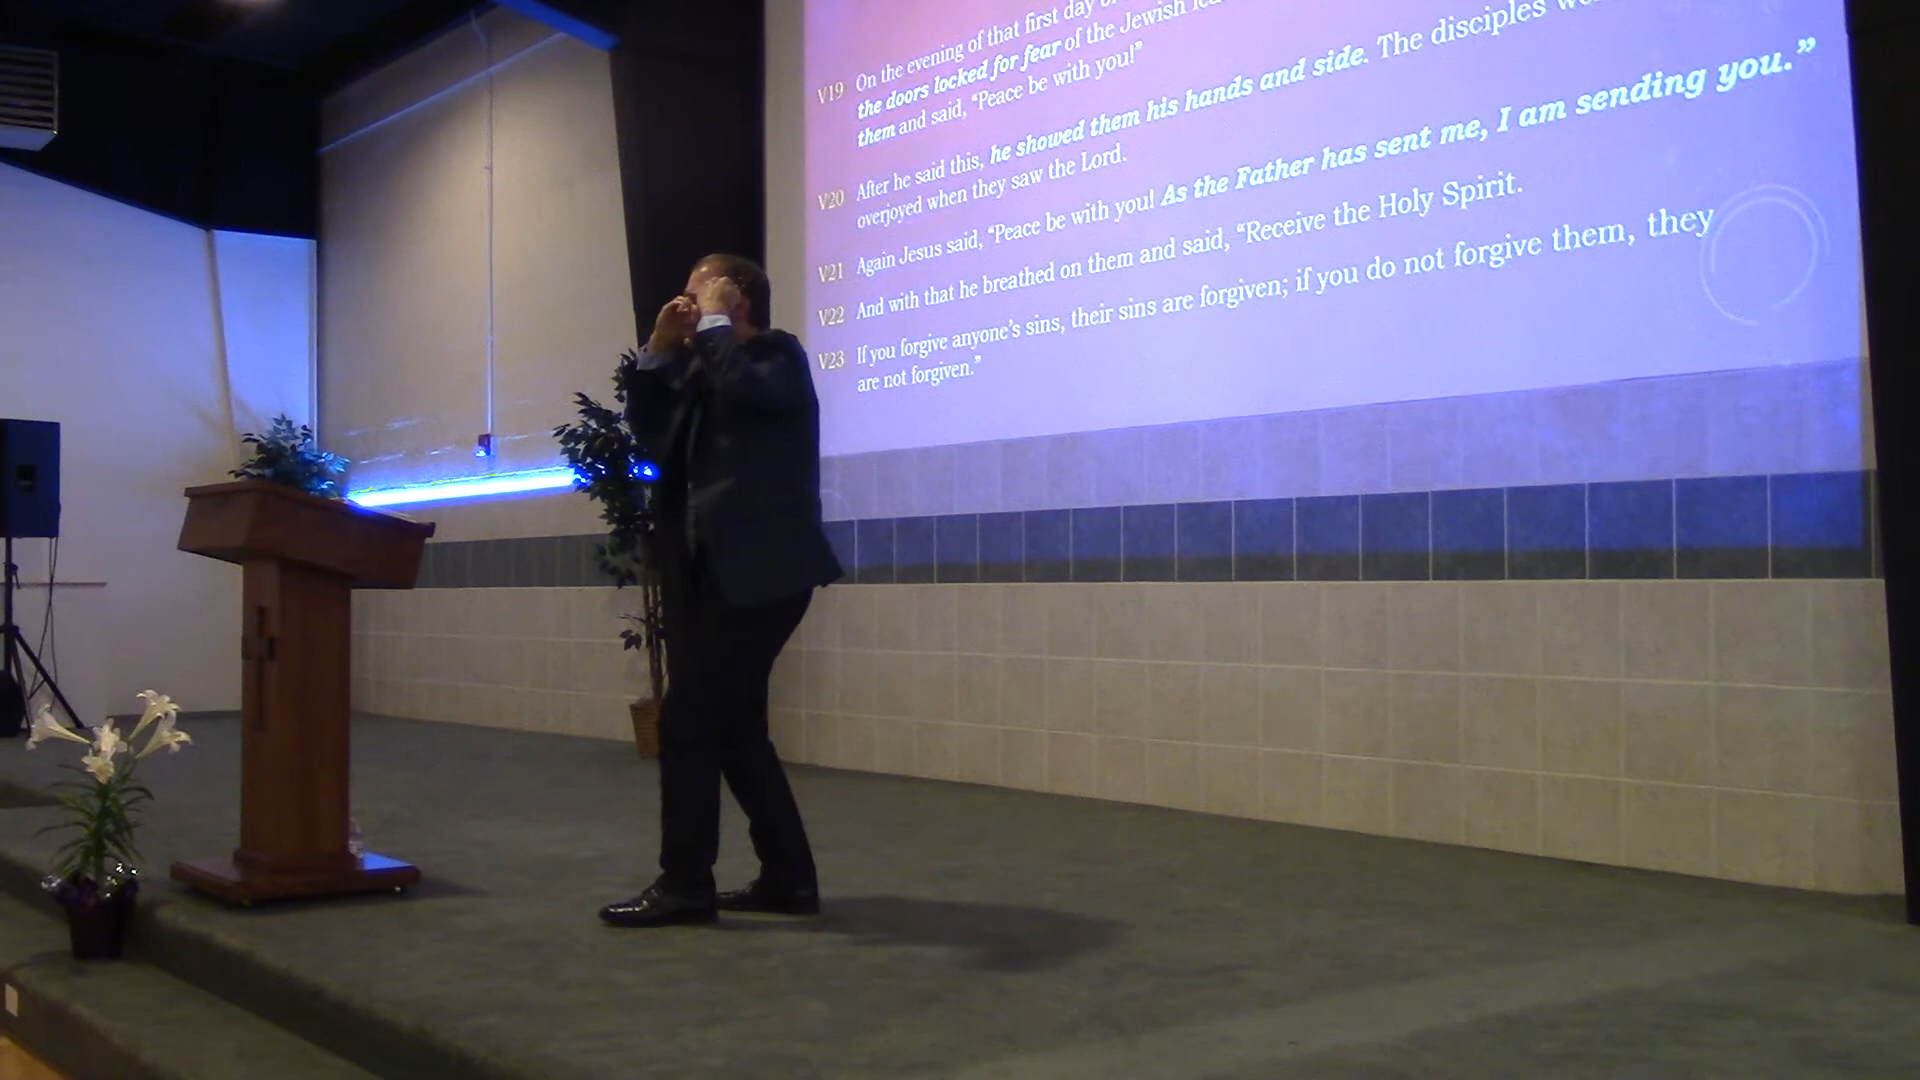 V19 On the evening of that first day
the doors locked for fear of the Jewish
them and said, “Peace be with you!”
V20 After he said this, he showed them his hands and side. The disciples
overjoyed when they saw the Lord.
V21 Again Jesus said, “Peace be with you! As the Father has sent me, I am sending you.”
V22 And with that he breathed on them and said, “Receive the Holy Spirit.
V23 If you forgive anyone’s sins, their sins are forgiven; if you do not forgive them, they
are not forgiven.”